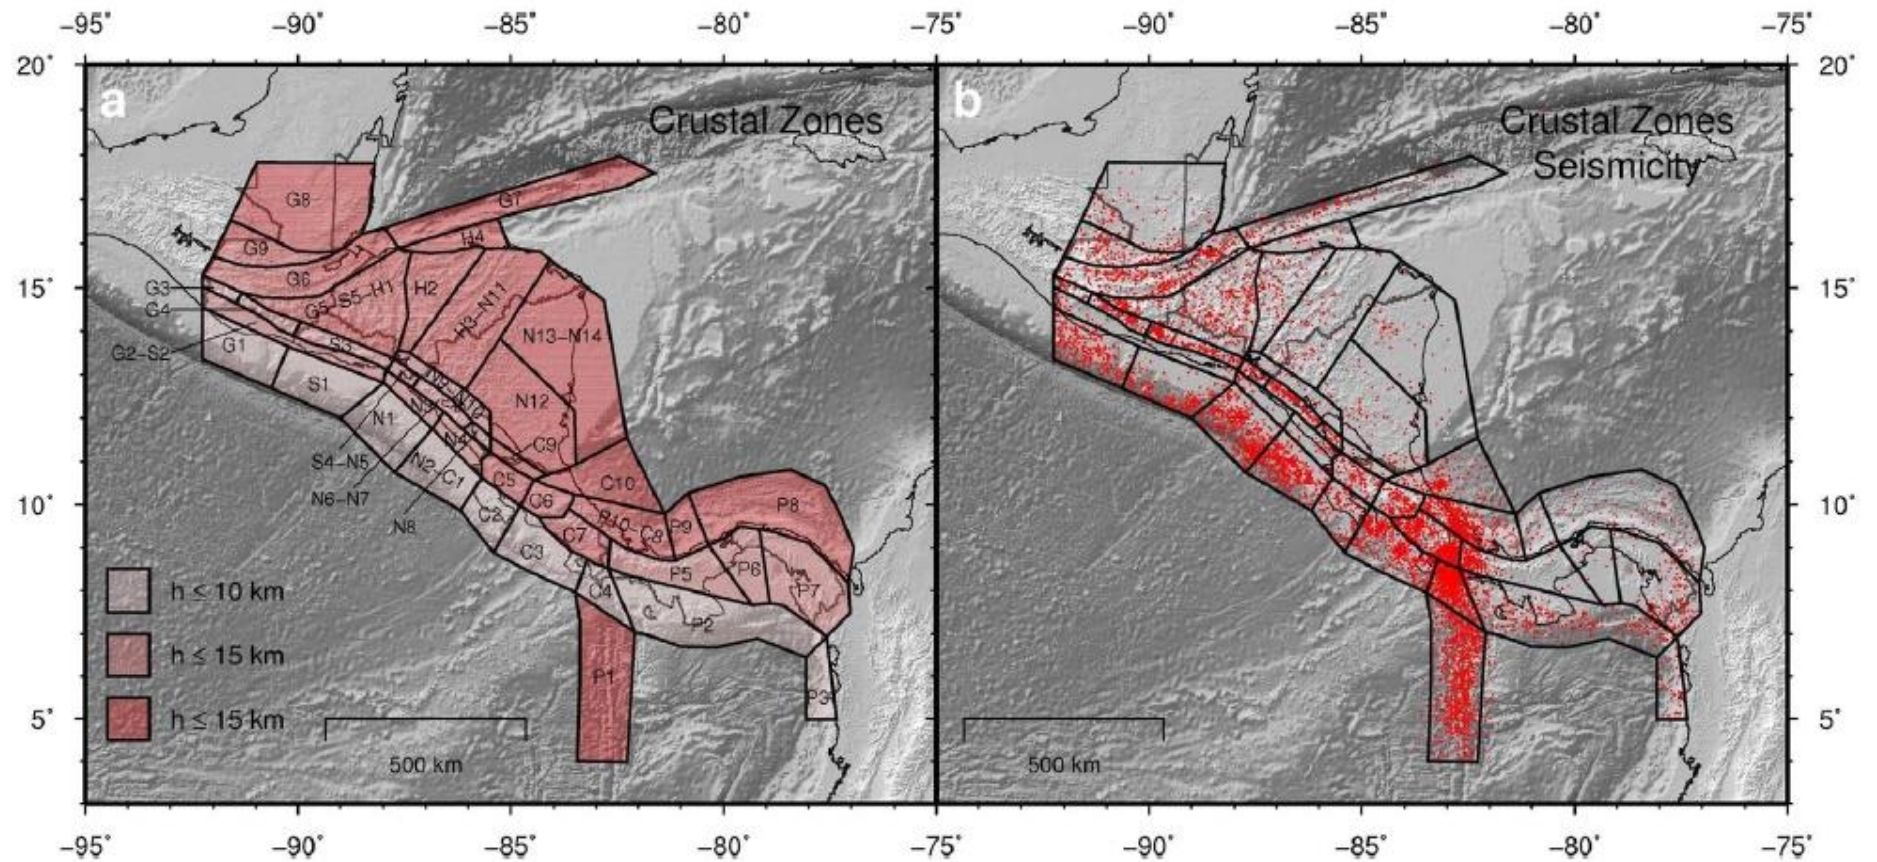 −95˚ −90˚ −85˚ −80˚ −75˚ −90˚ −85˚ −80˚ −75˚
20˚ 20˚
a b
Crustal Zones Crustal Zones
Seismicity
G8
G7
G9 H4
G6
15˚ G3 G5−S5−H1 H2 H3−N11 15˚
G4
N13−N14
G2−S2 G1 S3
S1
N12
N1
N4
C9
S4−N5 N2−C1
C5 C10
N6−N7 C6 P8
10˚ 10˚
N8 C2 C7 P10−C8 P9
C3
P5 P6
h ≤ 10 km C4 P7
P2
h ≤ 15 km
P1
P3
5˚ h ≤ 15 km 5˚
500 km 500 km
−95˚ −90˚ −85˚ −80˚ −75˚ −90˚ −85˚ −80˚ −75˚